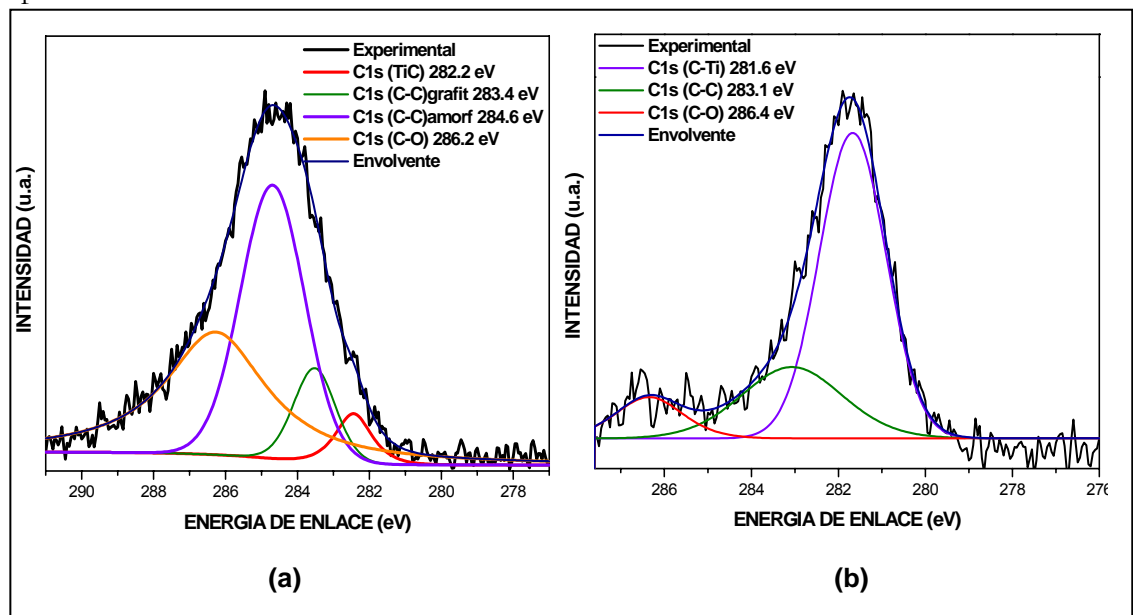 Experimental
C1s (TiC) 282.2 eV
C1s (C-C)grafit 283.4 eV
C1s (C-C)amorf 284.6 eV
C1s (C-O) 286.2 eV
Envolvente
INTENSIDAD (u.a.)
290 288 286 284 282 280 278
ENERGIA DE ENLACE (eV)
(a)
Experimental
C1s (C-Ti) 281.6 eV
C1s (C-C) 283.1 eV
C1s (C-O) 286.4 eV
Envolvente
INTENSIDAD (u.a.)
286 284 282 280 278 276
ENERGIA DE ENLACE (eV)
(b)